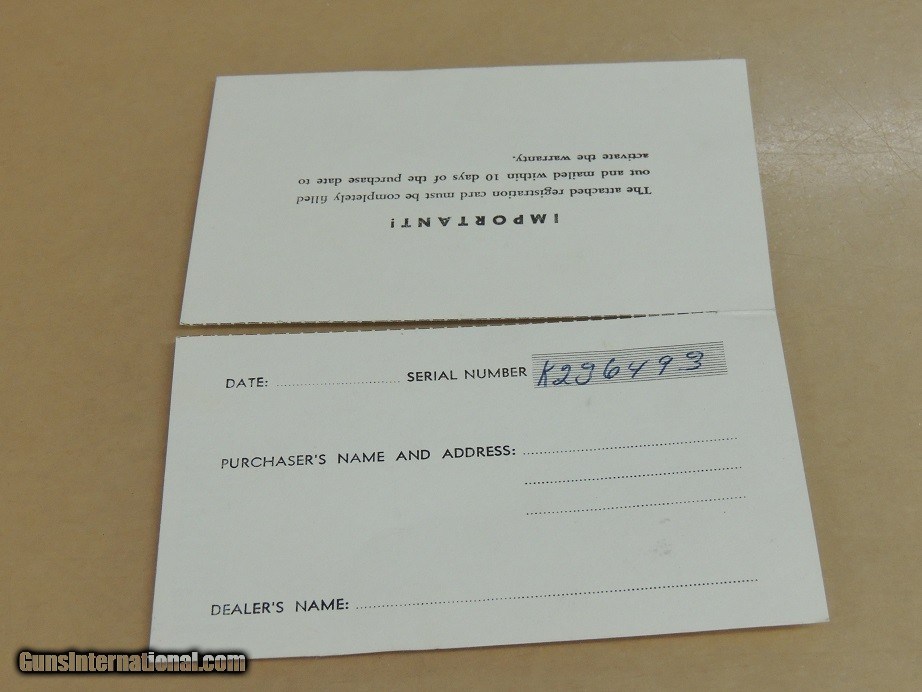 IMPORTANT!
The attached registration card must be completely filled
out and mailed within 10 days of the purchase date to
activate the warranty.
DATE: SERIAL NUMBER K296493
PURCHASER'S NAME AND ADDRESS:
DEALER'S NAME:
GunsInternational.com